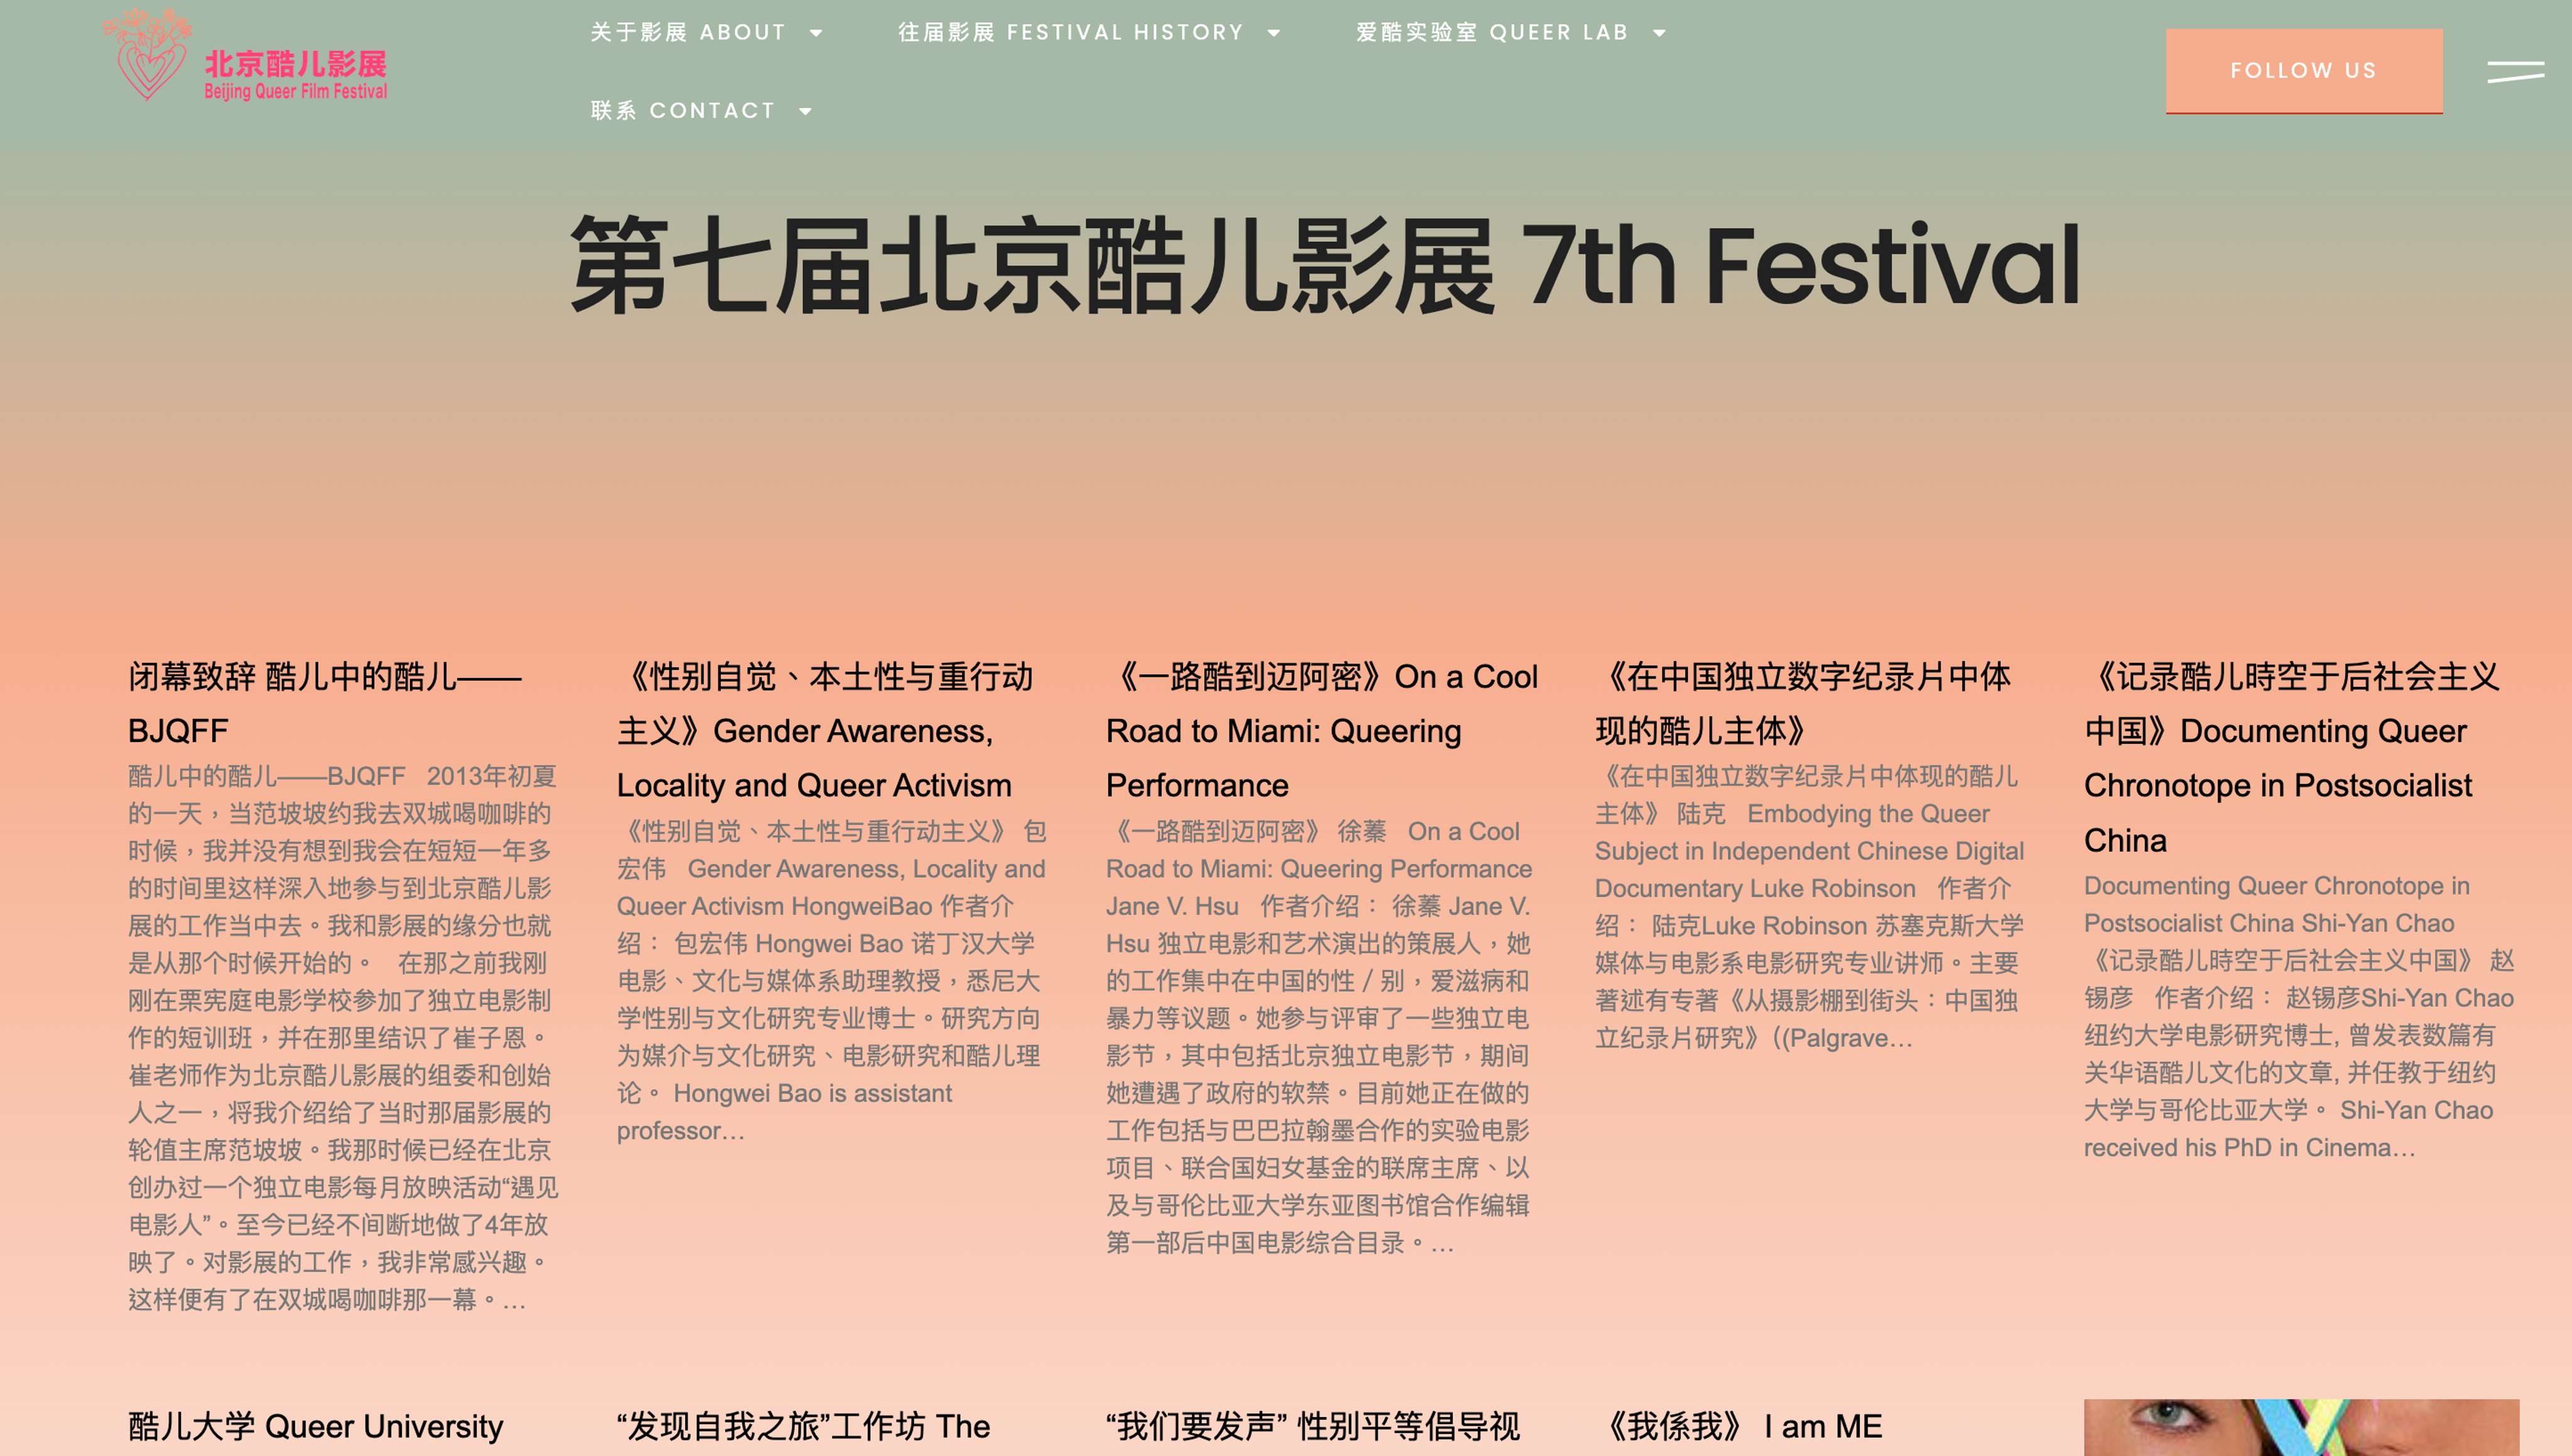 北京酷儿影展
Beijing Queer Film Festival
关于影展 ABOUT
往届影展 FESTIVAL HISTORY
爱酷实验室 QUEER LAB
联系 CONTACT
FOLLOW US
第七届北京酷儿影展 7th Festival
闭幕致辞 酷儿中的酷儿——
BJQFF
酷儿中的酷儿——BJQFF 2013年初夏
的一天，当范坡坡约我去双城喝咖啡的
时候，我并没有想到我会在短短一年多
的时间里这样深入地参与到北京酷儿影
展的工作当中去。我和影展的缘分也就
是从那个时候开始的。 在那之前我刚
刚在栗宪庭电影学校参加了独立电影制
作的短训班，并在那里结识了崔子恩。
崔老师作为北京酷儿影展的组委和创始
人之一，将我介绍给了当时那届影展的
轮值主席范坡坡。我那时候已经在北京
创办过一个独立电影每月放映活动“遇见
电影人”。至今已经不间断地做了4年放
映了。对影展的工作，我非常感兴趣。
这样便有了在双城喝咖啡那一幕。…
《性别自觉、本土性与重行动
主义》Gender Awareness,
Locality and Queer Activism
《性别自觉、本土性与重行动主义》 包
宏伟 Gender Awareness, Locality and
Queer Activism HongweiBao 作者介
绍： 包宏伟 Hongwei Bao 诺丁汉大学
电影、文化与媒体系助理教授，悉尼大
学性别与文化研究专业博士。研究方向
为媒介与文化研究、电影研究和酷儿理
论。 Hongwei Bao is assistant
professor…
《一路酷到迈阿密》On a Cool
Road to Miami: Queering
Performance
《一路酷到迈阿密》 徐蓁 On a Cool
Road to Miami: Queering Performance
Jane V. Hsu 作者介绍： 徐蓁 Jane V.
Hsu 独立电影和艺术演出的策展人，她
的工作集中在中国的性 / 别，爱滋病和
暴力等议题。她参与评审了一些独立电
影节，其中包括北京独立电影节，期间
她遭遇了政府的软禁。目前她正在做的
工作包括与巴巴拉翰墨合作的实验电影
项目、联合国妇女基金的联席主席、以
及与哥伦比亚大学东亚图书馆合作编辑
第一部后中国电影综合目录。…
《在中国独立数字纪录片中体
现的酷儿主体》
《在中国独立数字纪录片中体现的酷儿
主体》 陆克 Embodying the Queer
Subject in Independent Chinese Digital
Documentary Luke Robinson 作者介
绍： 陆克Luke Robinson 苏塞克斯大学
媒体与电影系电影研究专业讲师。主要
著述有专著《从摄影棚到街头：中国独
立纪录片研究》((Palgrave…
《记录酷儿時空于后社会主义
中国》Documenting Queer
Chronotope in Postsocialist
China
Documenting Queer Chronotope in
Postsocialist China Shi-Yan Chao
《记录酷儿時空于后社会主义中国》 赵
锡彦 作者介绍： 赵锡彦Shi-Yan Chao
纽约大学电影研究博士, 曾发表数篇有
关华语酷儿文化的文章, 并任教于纽约
大学与哥伦比亚大学。 Shi-Yan Chao
received his PhD in Cinema…
酷儿大学 Queer University
“发现自我之旅”工作坊 The
“我们要发声” 性别平等倡导视
《我係我》 I am ME